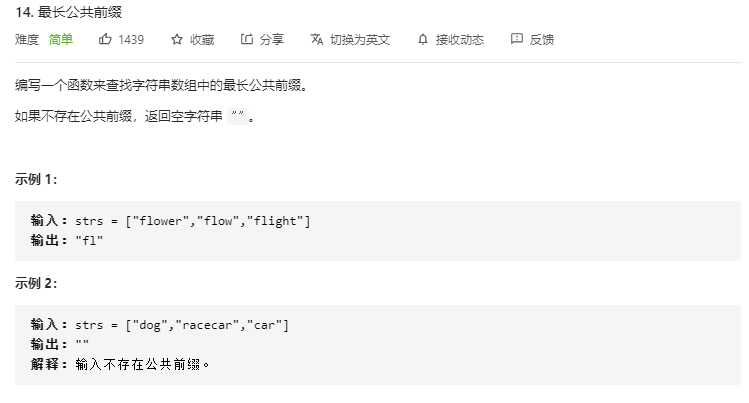 14. 最长公共前缀
难度 简单 1439 收藏 分享 切换为英文 接收动态 反馈
编写一个函数来查找字符串数组中的最长公共前缀。
如果不存在公共前缀，返回空字符串 ""。
示例 1：
输入：strs = ["flower","flow","flight"]
输出："fl"
示例 2：
输入：strs = ["dog","racecar","car"]
输出：""
解释：输入不存在公共前缀。